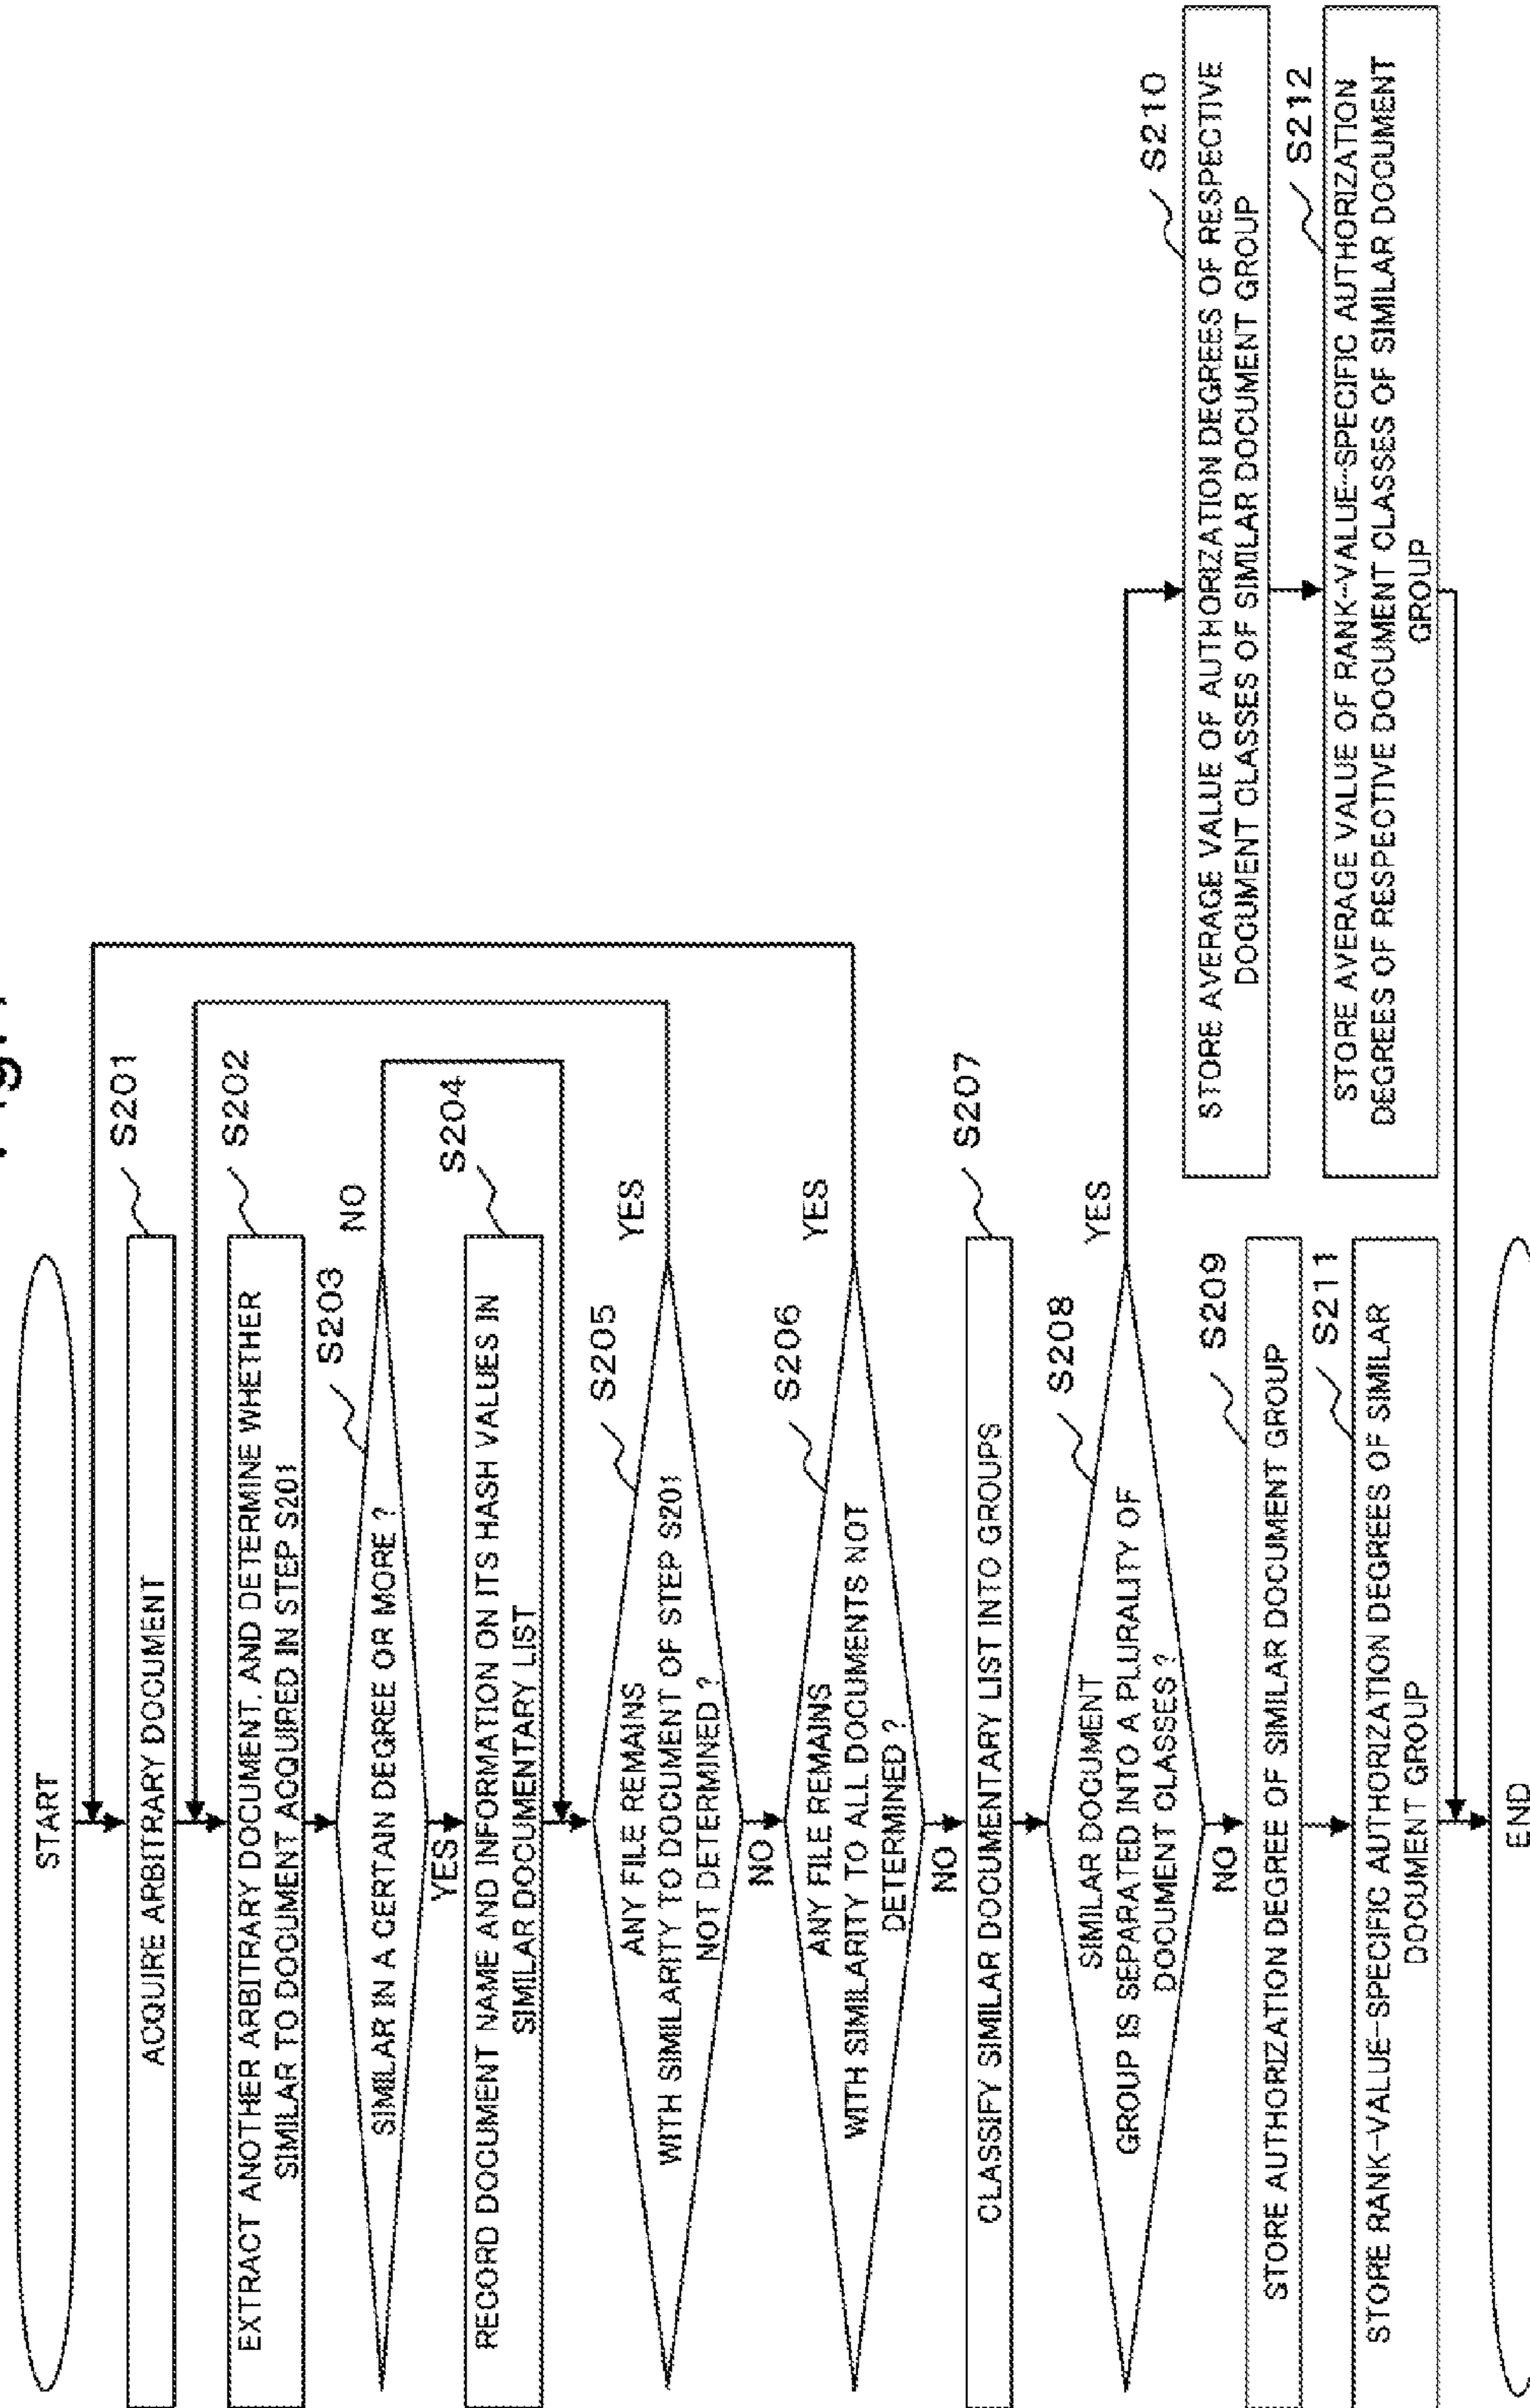 START
S201
ACQUIRE ARBITRARY DOCUMENT
S202
EXTRACT ANOTHER ARBITRARY DOCUMENT, AND DETERMINE WHETHER
SIMILAR TO DOCUMENT ACQUIRED IN STEP S201
S203
NO
SIMILAR IN A CERTAIN DEGREE OR MORE ?
YES
S204
RECORD DOCUMENT NAME AND INFORMATION ON ITS HASH VALUES IN
SIMILAR DOCUMENTARY LIST
S205
YES
ANY FILE REMAINS
WITH SIMILARITY TO DOCUMENT OF STEP S201
NOT DETERMINED ?
NO
S206
YES
ANY FILE REMAINS
WITH SIMILARITY TO ALL DOCUMENTS NOT
DETERMINED ?
NO
S207
CLASSIFY SIMILAR DOCUMENTARY LIST INTO GROUPS
S208
YES
SIMILAR DOCUMENT
GROUP IS SEPARATED INTO A PLURALITY OF
DOCUMENT CLASSES ?
NO
S209
STORE AUTHORIZATION DEGREE OF SIMILAR DOCUMENT GROUP
S211
STORE RANK-VALUE-SPECIFIC AUTHORIZATION DEGREES OF SIMILAR
DOCUMENT GROUP
S210
STORE AVERAGE VALUE OF AUTHORIZATION DEGREES OF RESPECTIVE
DOCUMENT CLASSES OF SIMILAR DOCUMENT GROUP
S212
STORE AVERAGE VALUE OF RANK-VALUE-SPECIFIC AUTHORIZATION
DEGREES OF RESPECTIVE DOCUMENT CLASSES OF SIMILAR DOCUMENT
GROUP
END